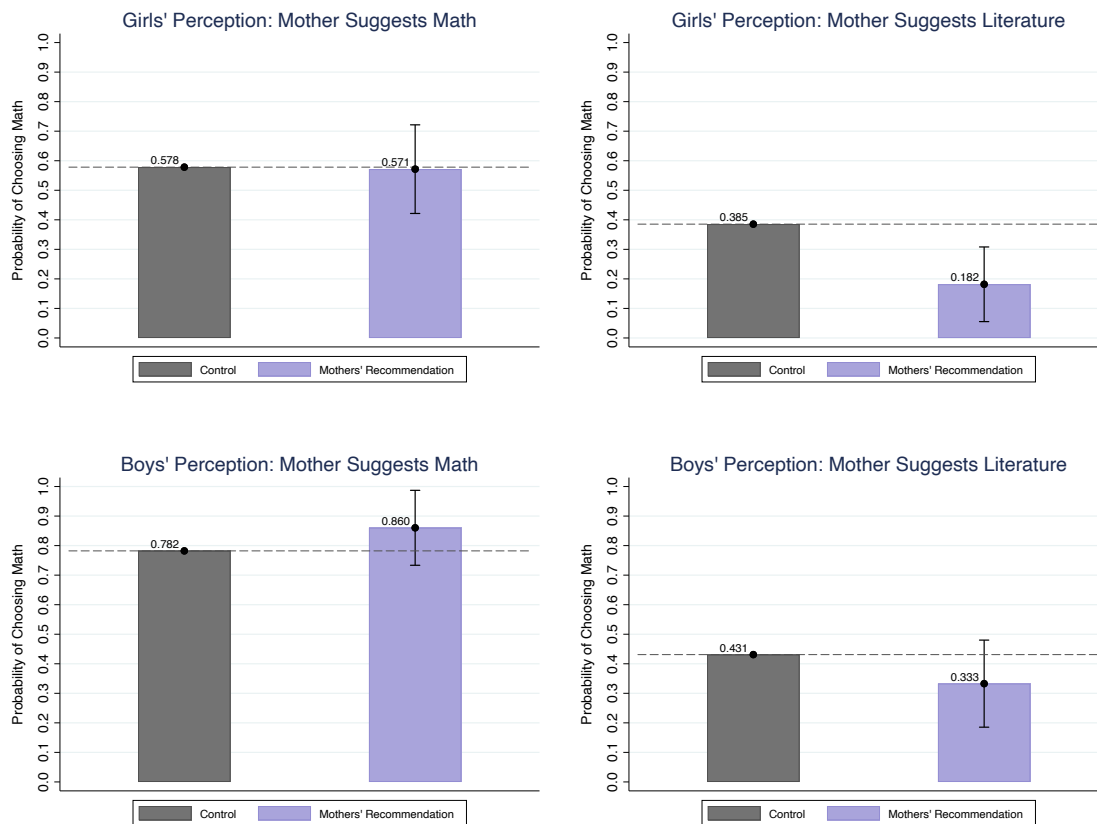 Girls' Perception: Mother Suggests Math
Probability of Choosing Math
0.0 0.1 0.2 0.3 0.4 0.5 0.6 0.7 0.8 0.9 1.0
0.578
0.571
Control Mothers' Recommendation
Girls' Perception: Mother Suggests Literature
Probability of Choosing Math
0.0 0.1 0.2 0.3 0.4 0.5 0.6 0.7 0.8 0.9 1.0
0.385
0.182
Control Mothers' Recommendation
Boys' Perception: Mother Suggests Math
Probability of Choosing Math
0.0 0.1 0.2 0.3 0.4 0.5 0.6 0.7 0.8 0.9 1.0
0.782
0.860
Control Mothers' Recommendation
Boys' Perception: Mother Suggests Literature
Probability of Choosing Math
0.0 0.1 0.2 0.3 0.4 0.5 0.6 0.7 0.8 0.9 1.0
0.431
0.333
Control Mothers' Recommendation